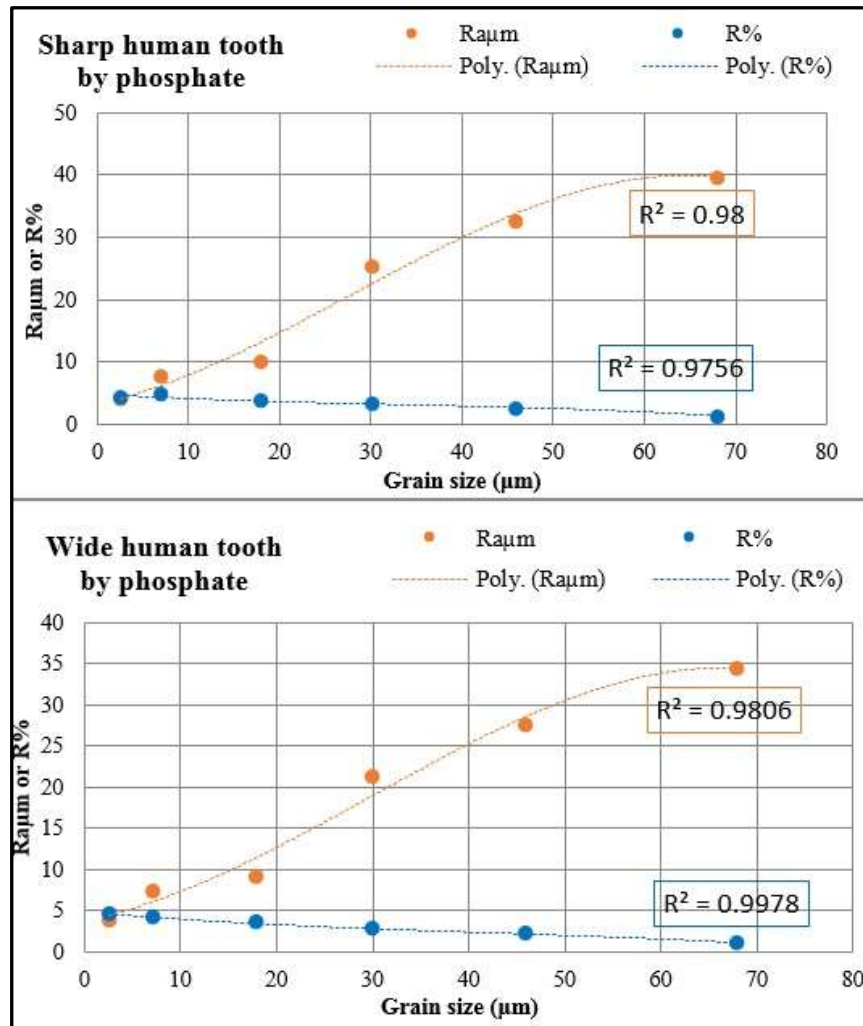 Sharp human tooth
by phosphate
Raµm
R%
Poly. (Raµm)
Poly. (R%)
50
40
30
20
10
0
Raµm or R%
R² = 0.98
R² = 0.9756
0 10 20 30 40 50 60 70 80
Grain size (µm)
Wide human tooth
by phosphate
Raµm
R%
Poly. (Raµm)
Poly. (R%)
40
35
30
25
20
15
10
5
0
Raµm or R%
R² = 0.9806
R² = 0.9978
0 10 20 30 40 50 60 70 80
Grain size (µm)